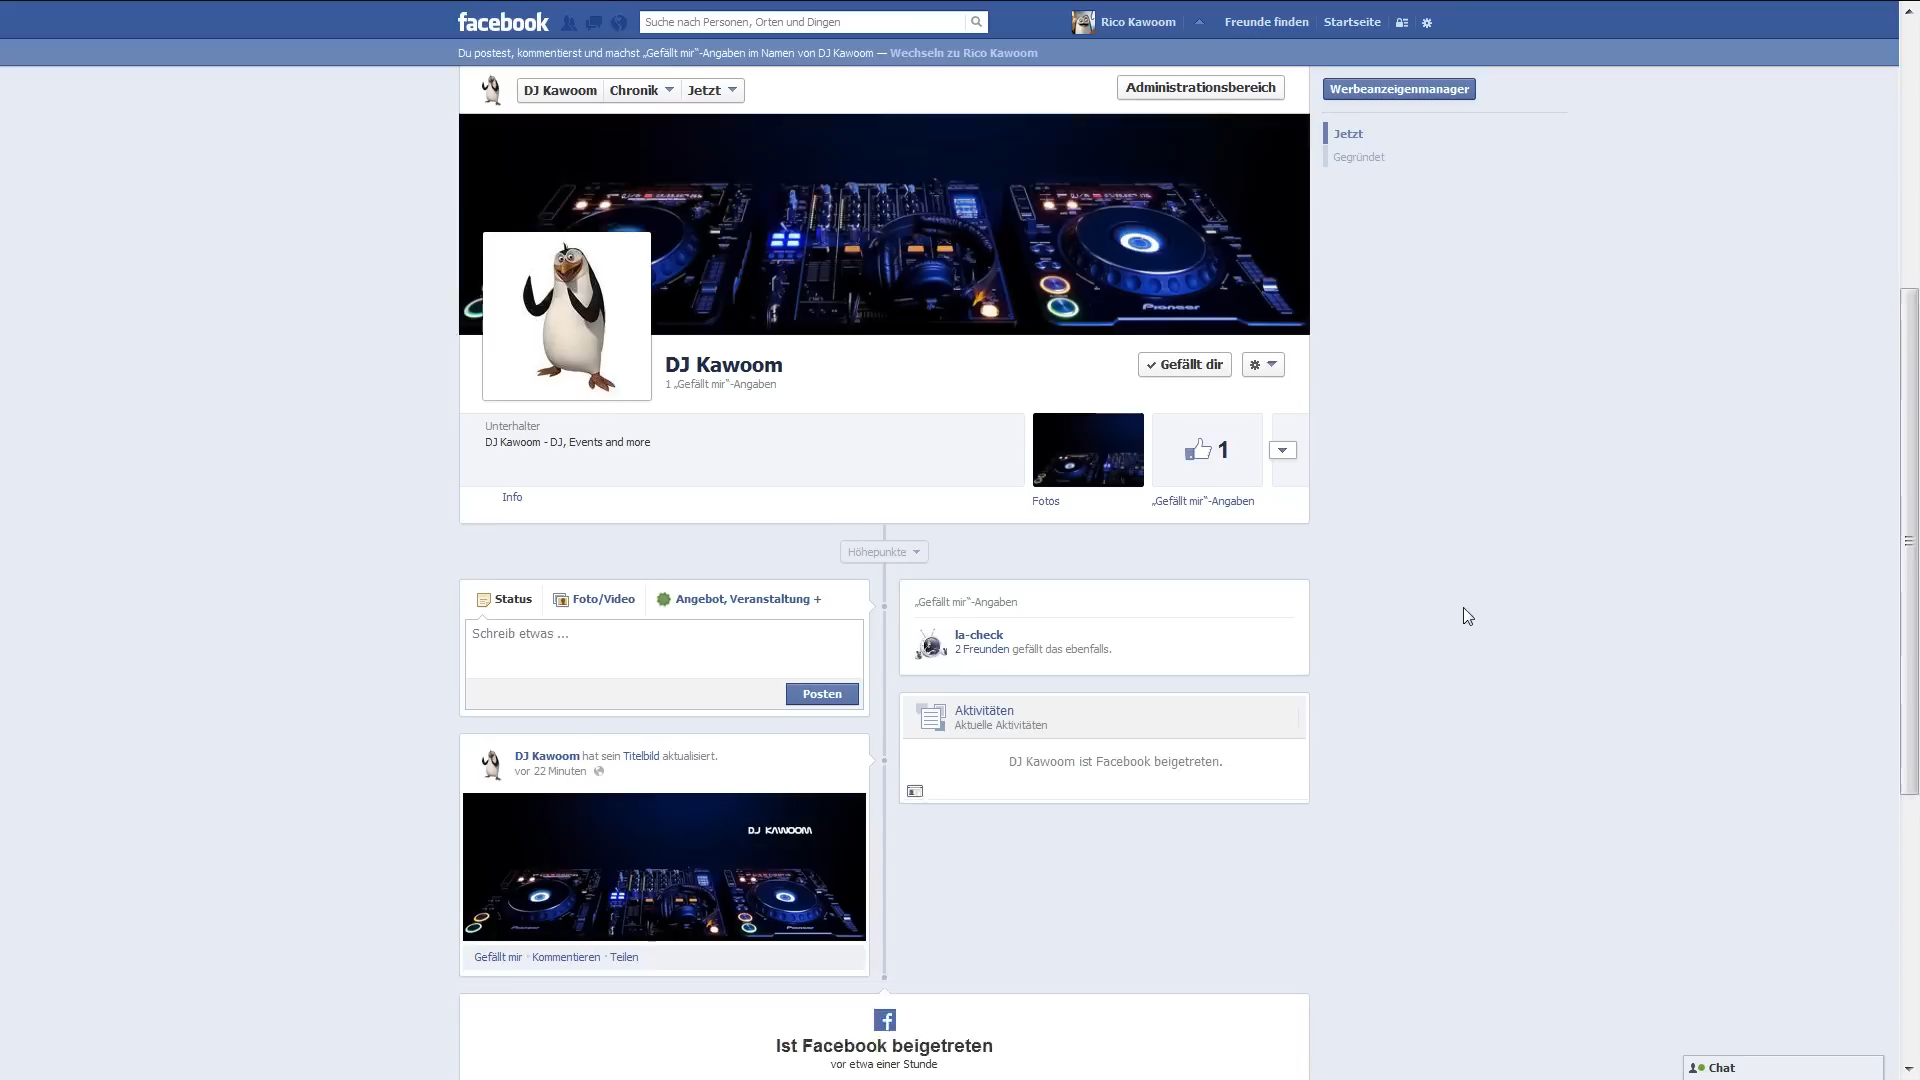 facebook
Suche nach Personen, Orten und Dingen
Rico Kawoom
Freunde finden
Startseite
Du postest, kommentierst und machst „Gefällt mir“-Angaben im Namen von DJ Kawoom — Wechseln zu Rico Kawoom
DJ Kawoom
Chronik
Jetzt
Administrationsbereich
Werbeanzeigenmanager
Jetzt
Gegründet
Pioneer
DJ Kawoom
1 „Gefällt mir“-Angaben
Gefällt dir
Unterhalter
DJ Kawoom - DJ, Events and more
1
Info
Fotos
„Gefällt mir“-Angaben
Höhepunkte
Status
Foto/Video
Angebot, Veranstaltung +
Schreib etwas ...
Posten
„Gefällt mir“-Angaben
la-check
2 Freunden gefällt das ebenfalls.
Aktivitäten
Aktuelle Aktivitäten
DJ Kawoom ist Facebook beigetreten.
DJ Kawoom hat sein Titelbild aktualisiert.
vor 22 Minuten
DJ KAWOOM
Pioneer
Pioneer
Gefällt mir · Kommentieren · Teilen
Ist Facebook beigetreten
vor etwa einer Stunde
Chat